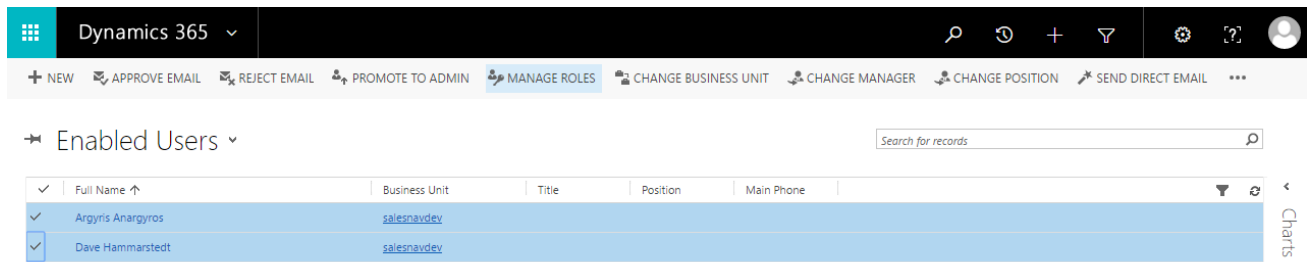 Dynamics 365
NEW APPROVE EMAIL REJECT EMAIL PROMOTE TO ADMIN MANAGE ROLES CHANGE BUSINESS UNIT CHANGE MANAGER CHANGE POSITION SEND DIRECT EMAIL ...
Enabled Users
Search for records
Full Name Business Unit Title Position Main Phone
Argyris Anargyros salesnavdev
Dave Hammarstedt salesnavdev
Charts